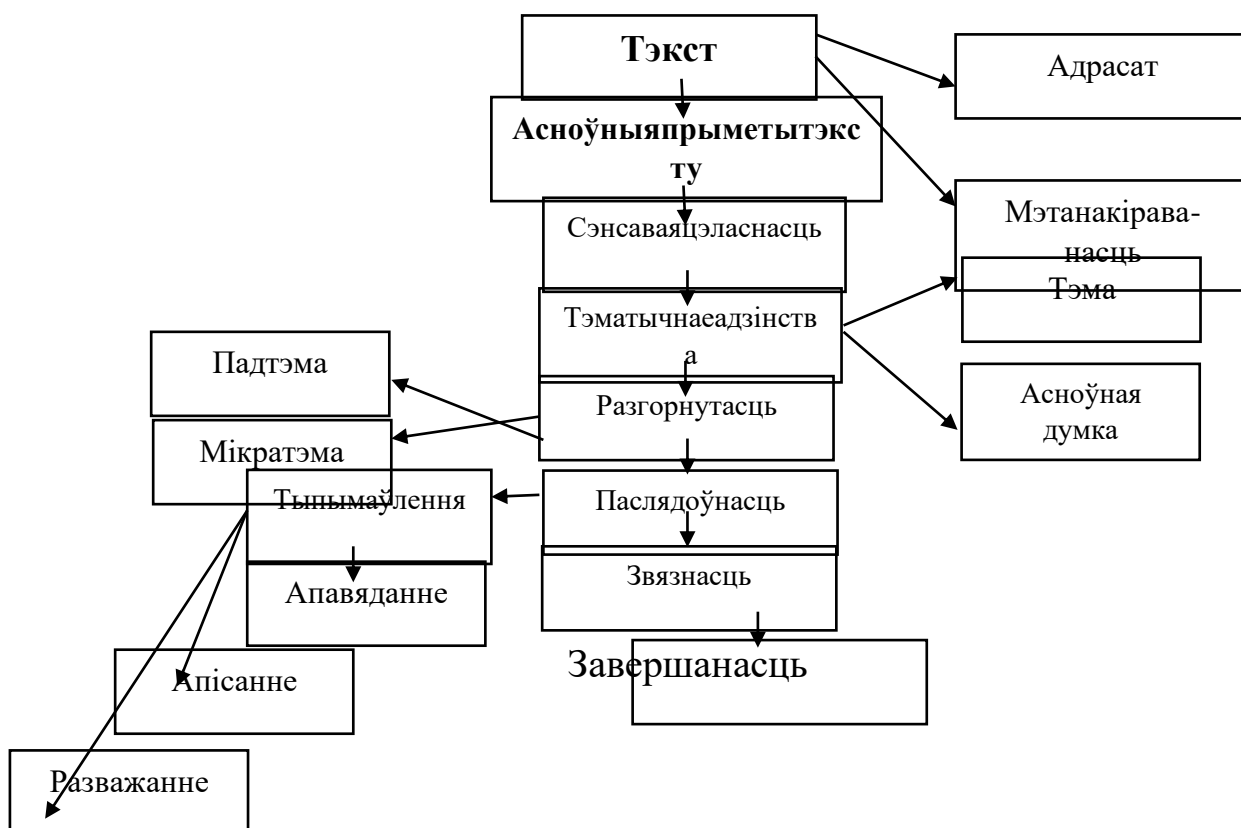 Тэкст
Адрасат
Асноўныяпрыметытэкс
ту
Мэтанакірава-
насць
Сэнсаваяцэласнасць
Тэма
Тэматычнаеадзінств
а
Падтэма
Асноўная
думка
Разгорнутасць
Мікратэма
Тыпымаўлення
Паслядоўнасць
Звязнасць
Апавяданне
Завершанасць
Апісанне
Разважанне